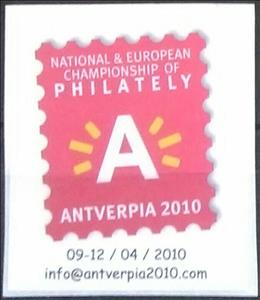 NATIONAL & EUROPEAN
CHAMPIONSHIP OF
PHILATELY
A
ANTVERPIA 2010
09-12 / 04 / 2010
info@antverpia2010.com